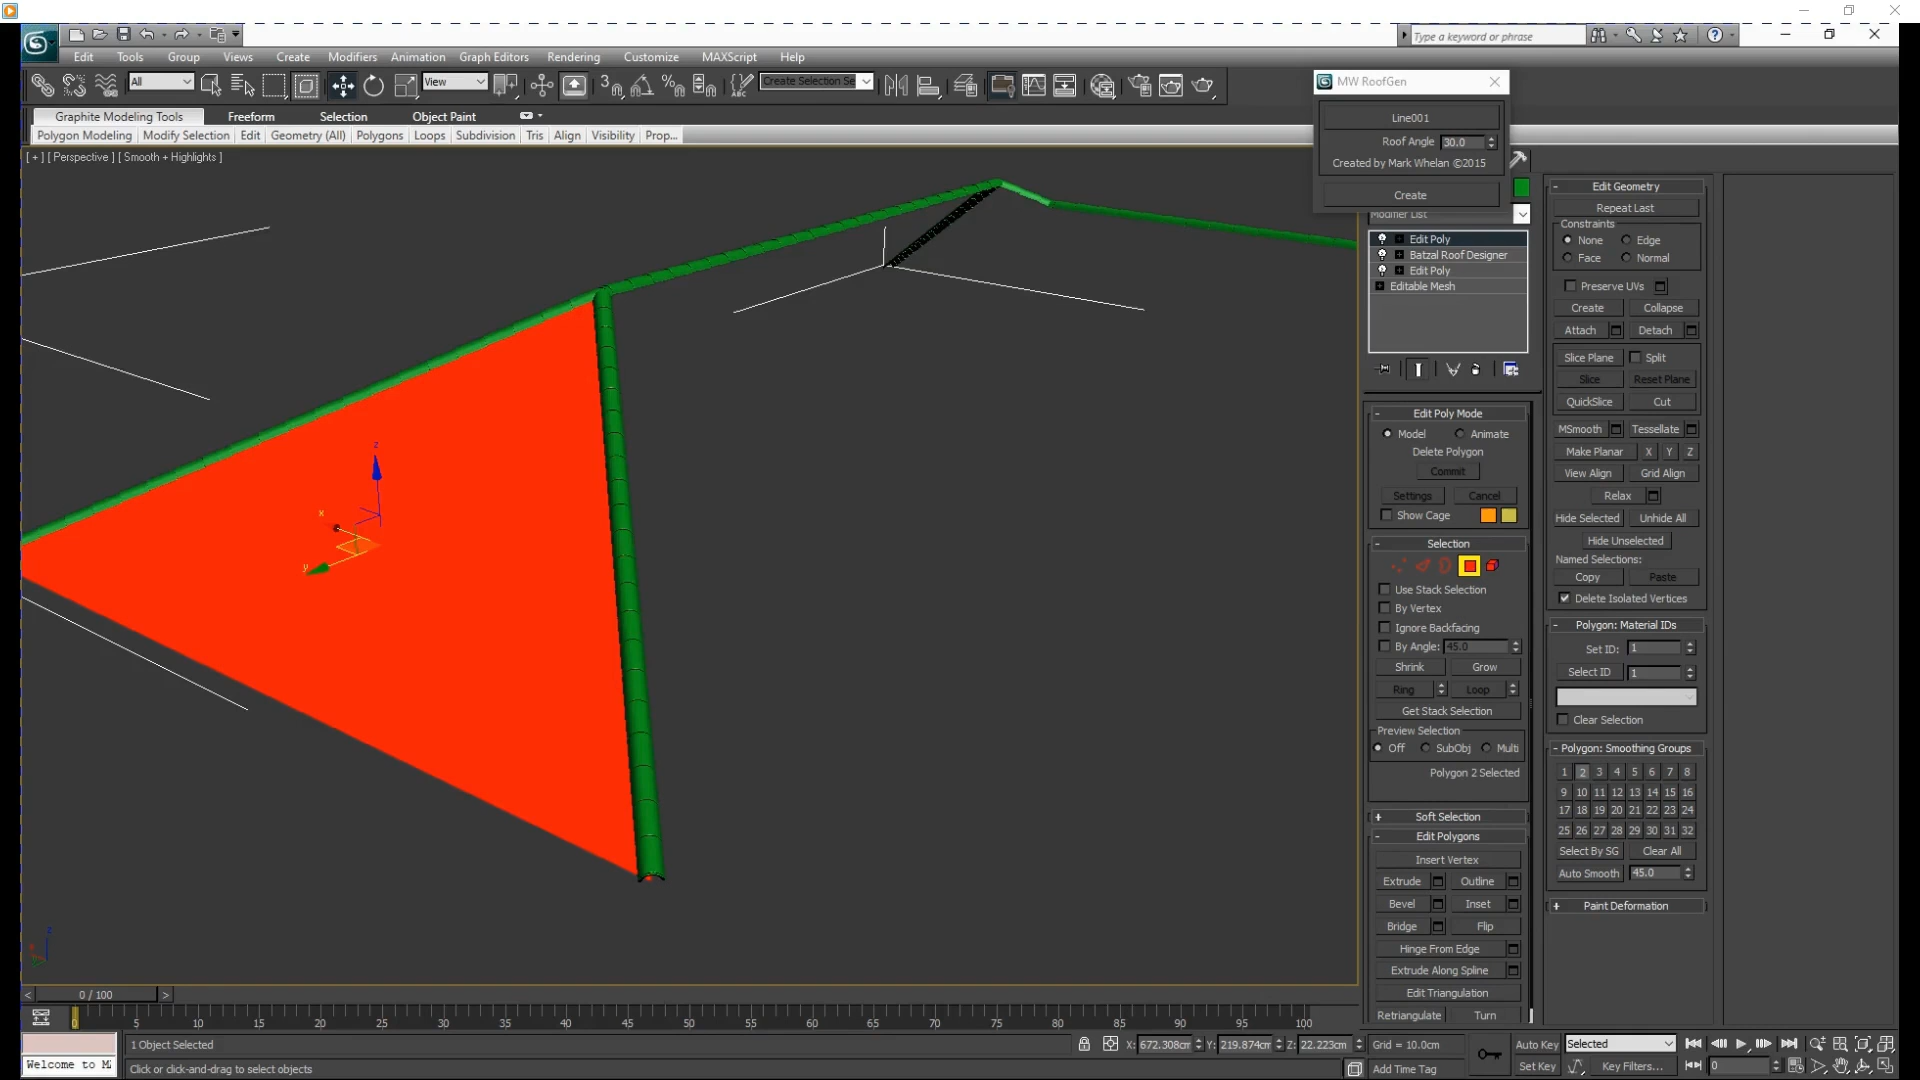 Type a keyword or phrase
Edit Tools Group Views Create Modifiers Animation Graph Editors Rendering Customize MAXScript Help
All View Create Selection Se
Graphite Modeling Tools Freeform Selection Object Paint
Polygon Modeling Modify Selection Edit Geometry (All) Polygons Loops Subdivision Tris Align Visibility Prop...
[ + ] [ Perspective ] [ Smooth + Highlights ]
MW RoofGen
Line001
Roof Angle 30.0
Created by Mark Whelan ©2015
Create
Modifier List
Edit Poly
Batzal Roof Designer
Edit Poly
Editable Mesh
Edit Poly Mode
Model Animate
Delete Polygon
Commit
Settings Cancel
Show Cage
Selection
Use Stack Selection
By Vertex
Ignore Backfacing
By Angle: 45.0
Shrink Grow
Ring Loop
Get Stack Selection
Preview Selection
Off SubObj Multi
Polygon 2 Selected
+ Soft Selection
- Edit Polygons
Insert Vertex
Extrude Outline
Bevel Inset
Bridge Flip
Hinge From Edge
Extrude Along Spline
Edit Triangulation
Retriangulate Turn
- Edit Geometry
Repeat Last
Constraints
None Edge
Face Normal
Preserve UVs
Create Collapse
Attach Detach
Slice Plane Split
Slice Reset Plane
QuickSlice Cut
MSmooth Tessellate
Make Planar X Y Z
View Align Grid Align
Relax
Hide Selected Unhide All
Hide Unselected
Named Selections:
Copy Paste
Delete Isolated Vertices
- Polygon: Material IDs
Set ID: 1
Select ID 1
Clear Selection
- Polygon: Smoothing Groups
1 2 3 4 5 6 7 8
9 10 11 12 13 14 15 16
17 18 19 20 21 22 23 24
25 26 27 28 29 30 31 32
Select By SG Clear All
Auto Smooth 45.0
+ Paint Deformation
z
x
y
z
< 0 / 100 >
0 5 10 15 20 25 30 35 40 45 50 55 60 65 70 75 80 85 90 95 100
1 Object Selected X: 672.308cm Y: 219.874cm Z: 22.223cm Grid = 10.0cm Auto Key Selected
Welcome to M Click or click-and-drag to select objects Add Time Tag Set Key Key Filters... 0